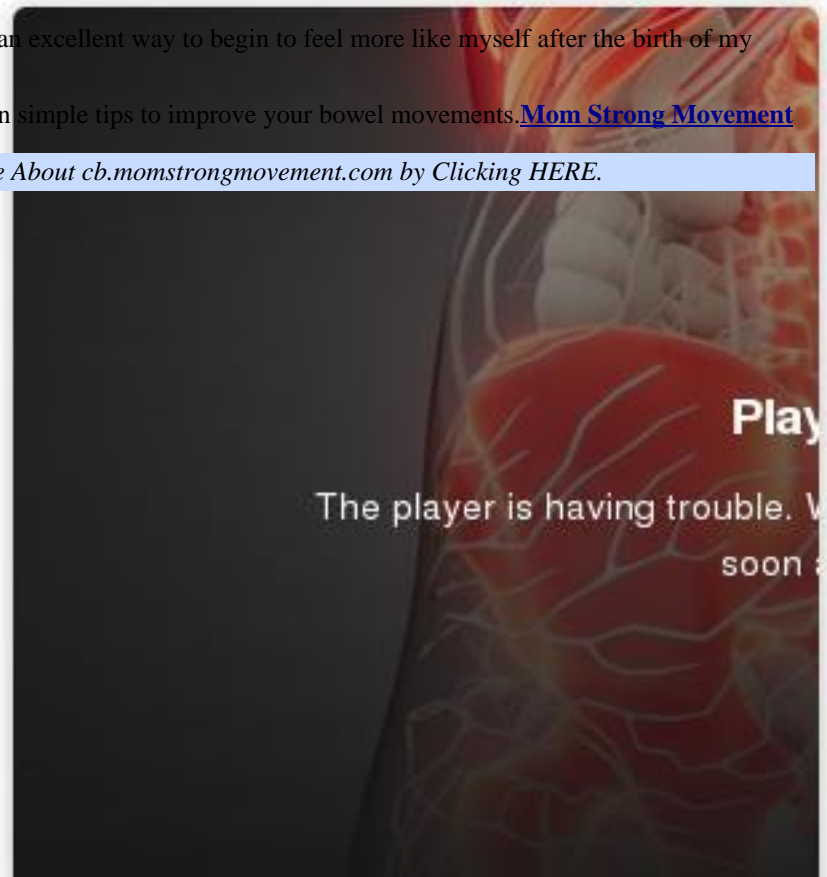 an excellent way to begin to feel more like myself after the birth of my
simple tips to improve your bowel movements.Mom Strong Movement
About cb.momstrongmovement.com by Clicking HERE.
Play
The player is having trouble.
soon